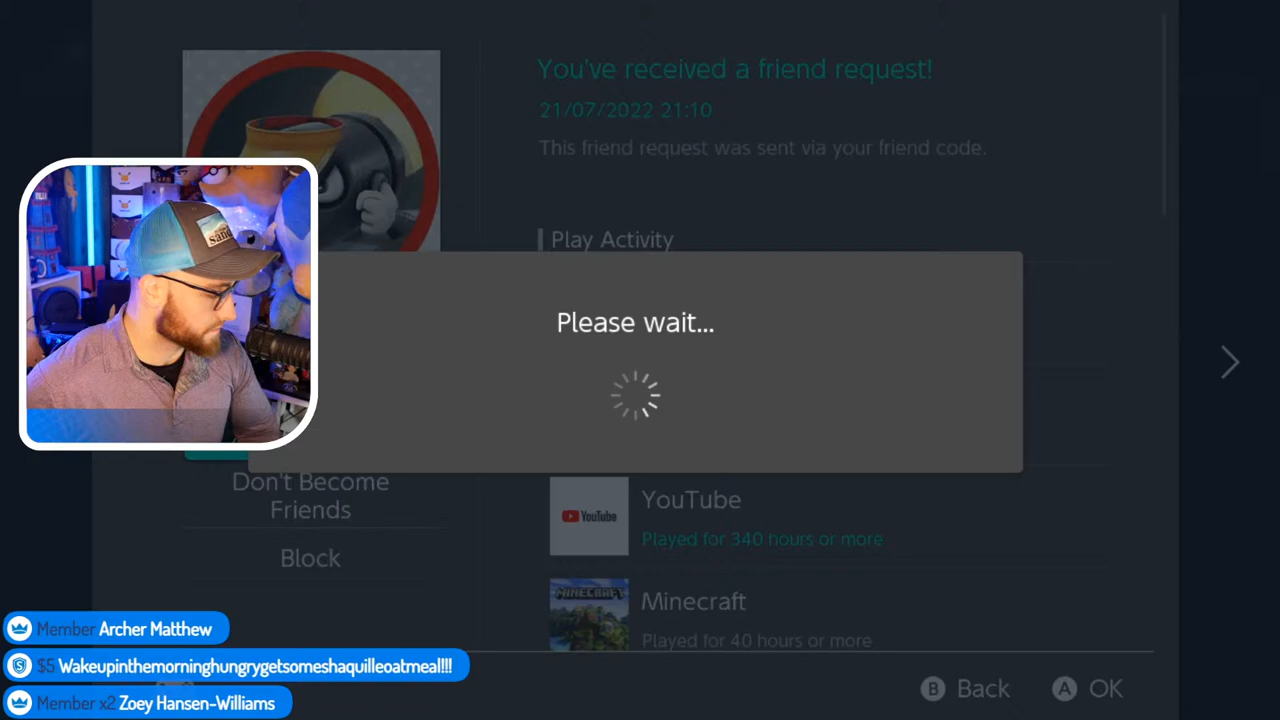 You've received a friend request!
21/07/2022 21:10
This friend request was sent via your friend code.
Play Activity
Please wait...
Don't Become
Friends
Block
YouTube
YouTube
Played for 340 hours or more
MINECRAFT
Minecraft
Played for 40 hours or more
Member Archer Matthew
$5 Wakeupinthemorninghungrygetsomeshaquilleoatmeal!!!
Member x2 Zoey Hansen-Williams
B Back
A OK